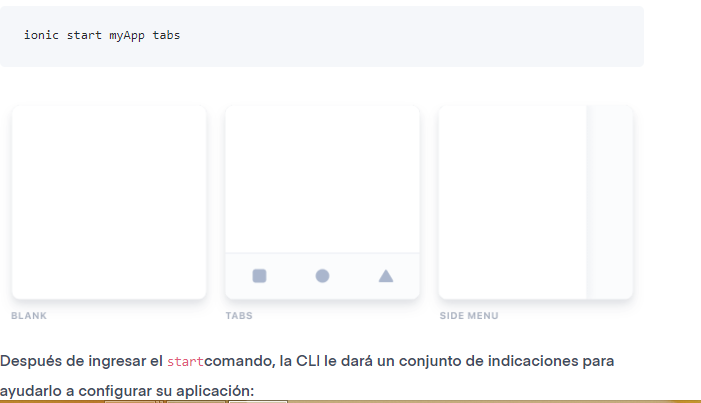 ionic start myApp tabs
BLANK TABS SIDE MENU
Después de ingresar el startcomando, la CLI le dará un conjunto de indicaciones para
ayudarlo a configurar su aplicación: